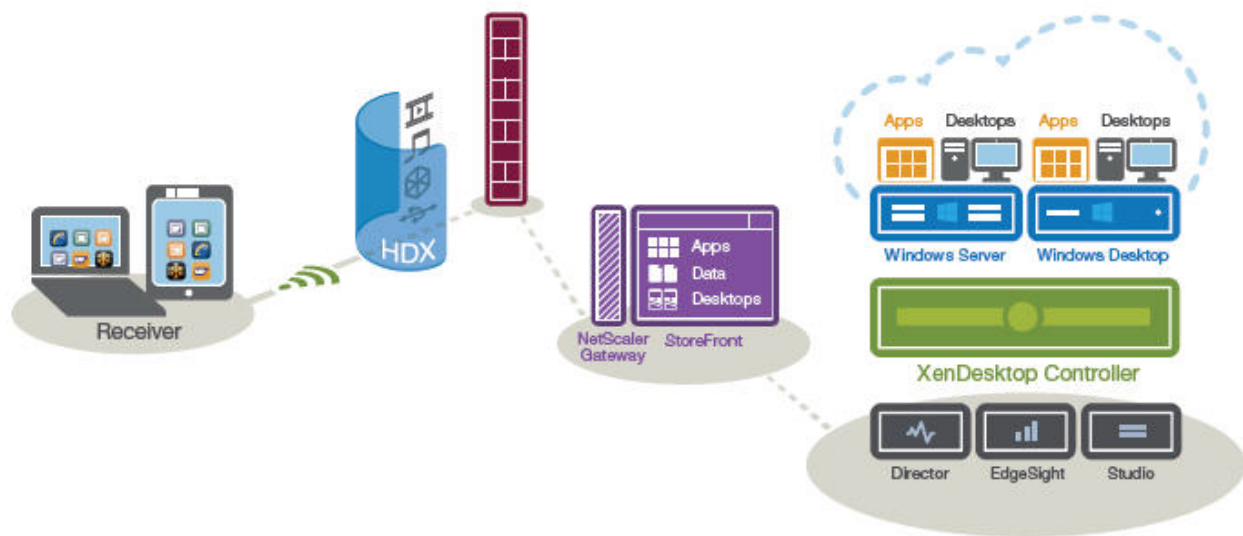 Apps Desktops Apps Desktops
Windows Server Windows Desktop
HDX
Apps
Data
Desktops
Receiver
NetScaler
Gateway
StoreFront
XenDesktop Controller
Director EdgeSight Studio